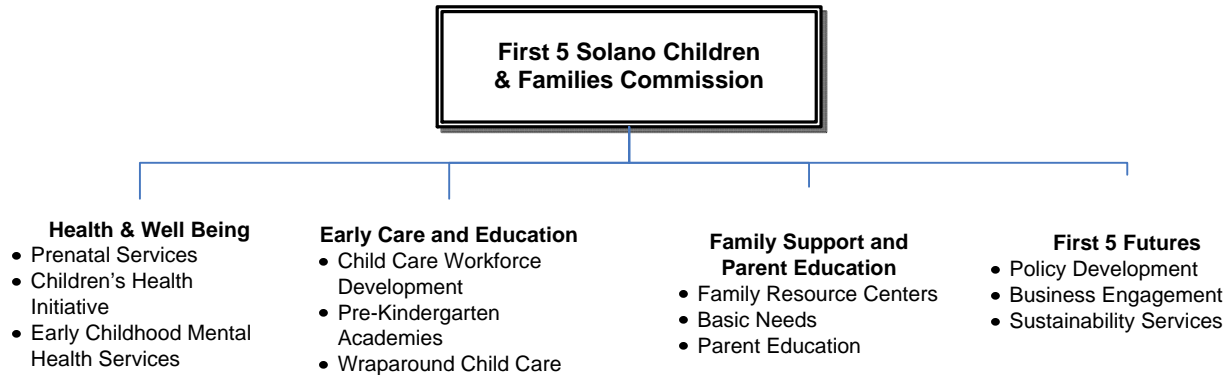 First 5 Solano Children
& Families Commission
Health & Well Being
• Prenatal Services
• Children's Health
Initiative
• Early Childhood Mental
Health Services
Early Care and Education
• Child Care Workforce
Development
• Pre-Kindergarten
Academies
• Wraparound Child Care
Family Support and
Parent Education
• Family Resource Centers
• Basic Needs
• Parent Education
First 5 Futures
• Policy Development
• Business Engagement
• Sustainability Services